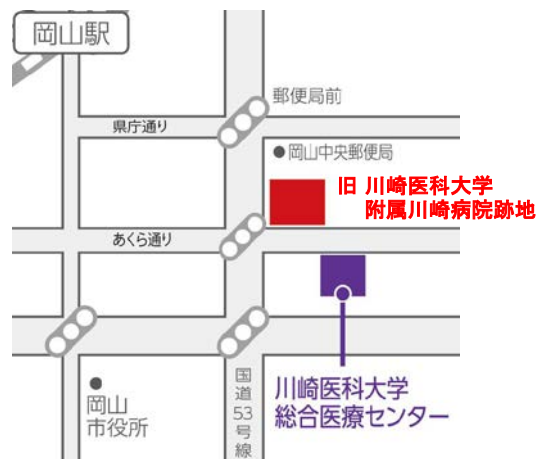 岡山駅
郵便局前
県庁通り
●岡山中央郵便局
旧 川崎医科大学
附属川崎病院跡地
あくら通り
国道53号線
川崎医科大学
総合医療センター
岡山
市役所